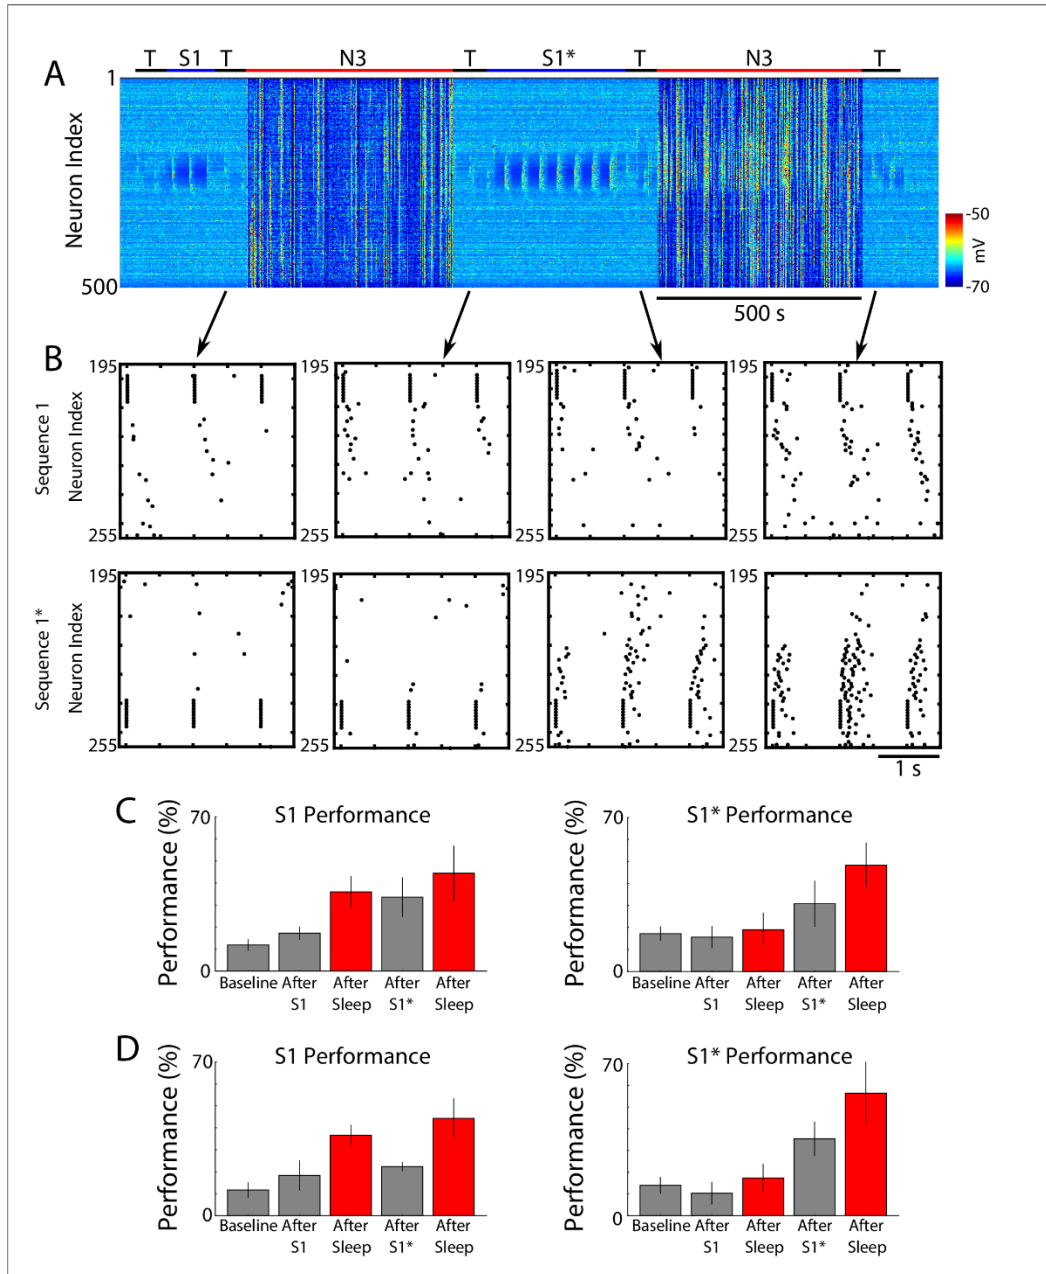 T S1 T N3 T S1* T N3 T
A
1
Neuron Index
500
-50
mV
-70
500 s
B
195 195 195 195
Sequence 1
Neuron Index
255 255 255 255
195 195 195 195
Sequence 1*
Neuron Index
255 255 255 255
1 s
C
S1 Performance
Performance (%)
70
0
Baseline After After After After
S1 Sleep S1* Sleep
S1* Performance
Performance (%)
70
0
Baseline After After After After
S1 Sleep S1* Sleep
D
S1 Performance
Performance (%)
70
0
Baseline After After After After
S1 Sleep S1* Sleep
S1* Performance
Performance (%)
70
0
Baseline After After After After
S1 Sleep S1* Sleep